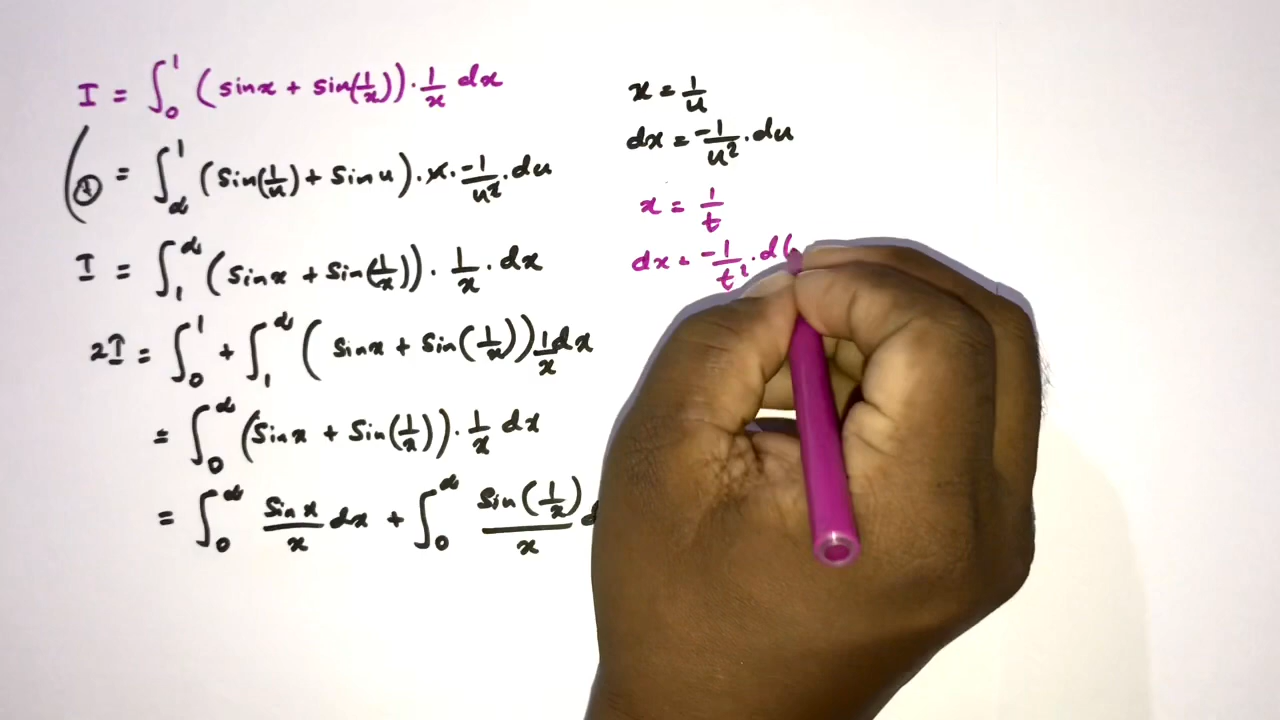 I = ∫₀¹ (sinx + sin(1/x)) · 1/x dx
① = ∫_∞¹ (sin(1/u) + sin u) · u · -1/u² · du
I = ∫₁^∞ (sinx + sin(1/x)) · 1/x · dx
2I = ∫₀¹ + ∫₁^∞ (sinx + sin(1/x)) 1/x dx
= ∫₀^∞ (sinx + sin(1/x)) · 1/x dx
= ∫₀^∞ sin x/x dx + ∫₀^∞ sin(1/x)/x d
x = 1/u
dx = -1/u² · du
x = 1/t
dx = -1/t² · d